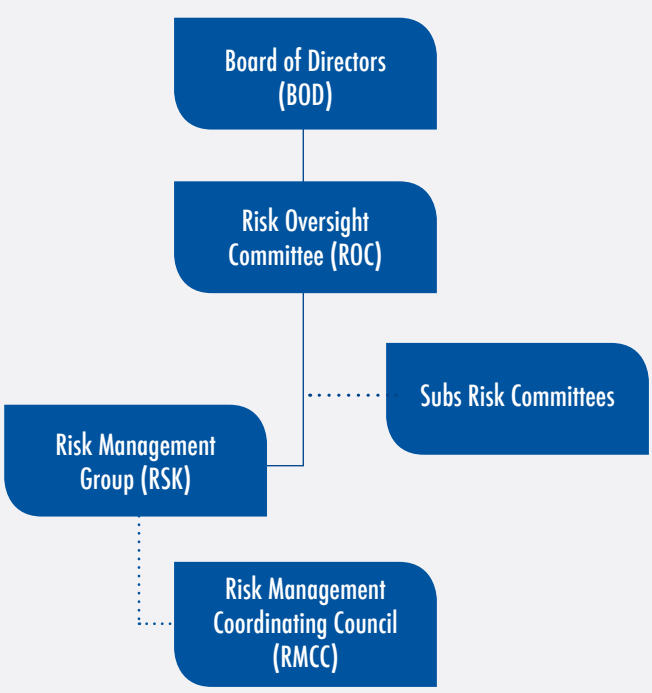 Board of Directors
(BOD)
Risk Oversight
Committee (ROC)
Subs Risk Committees
Risk Management
Group (RSK)
Risk Management
Coordinating Council
(RMCC)